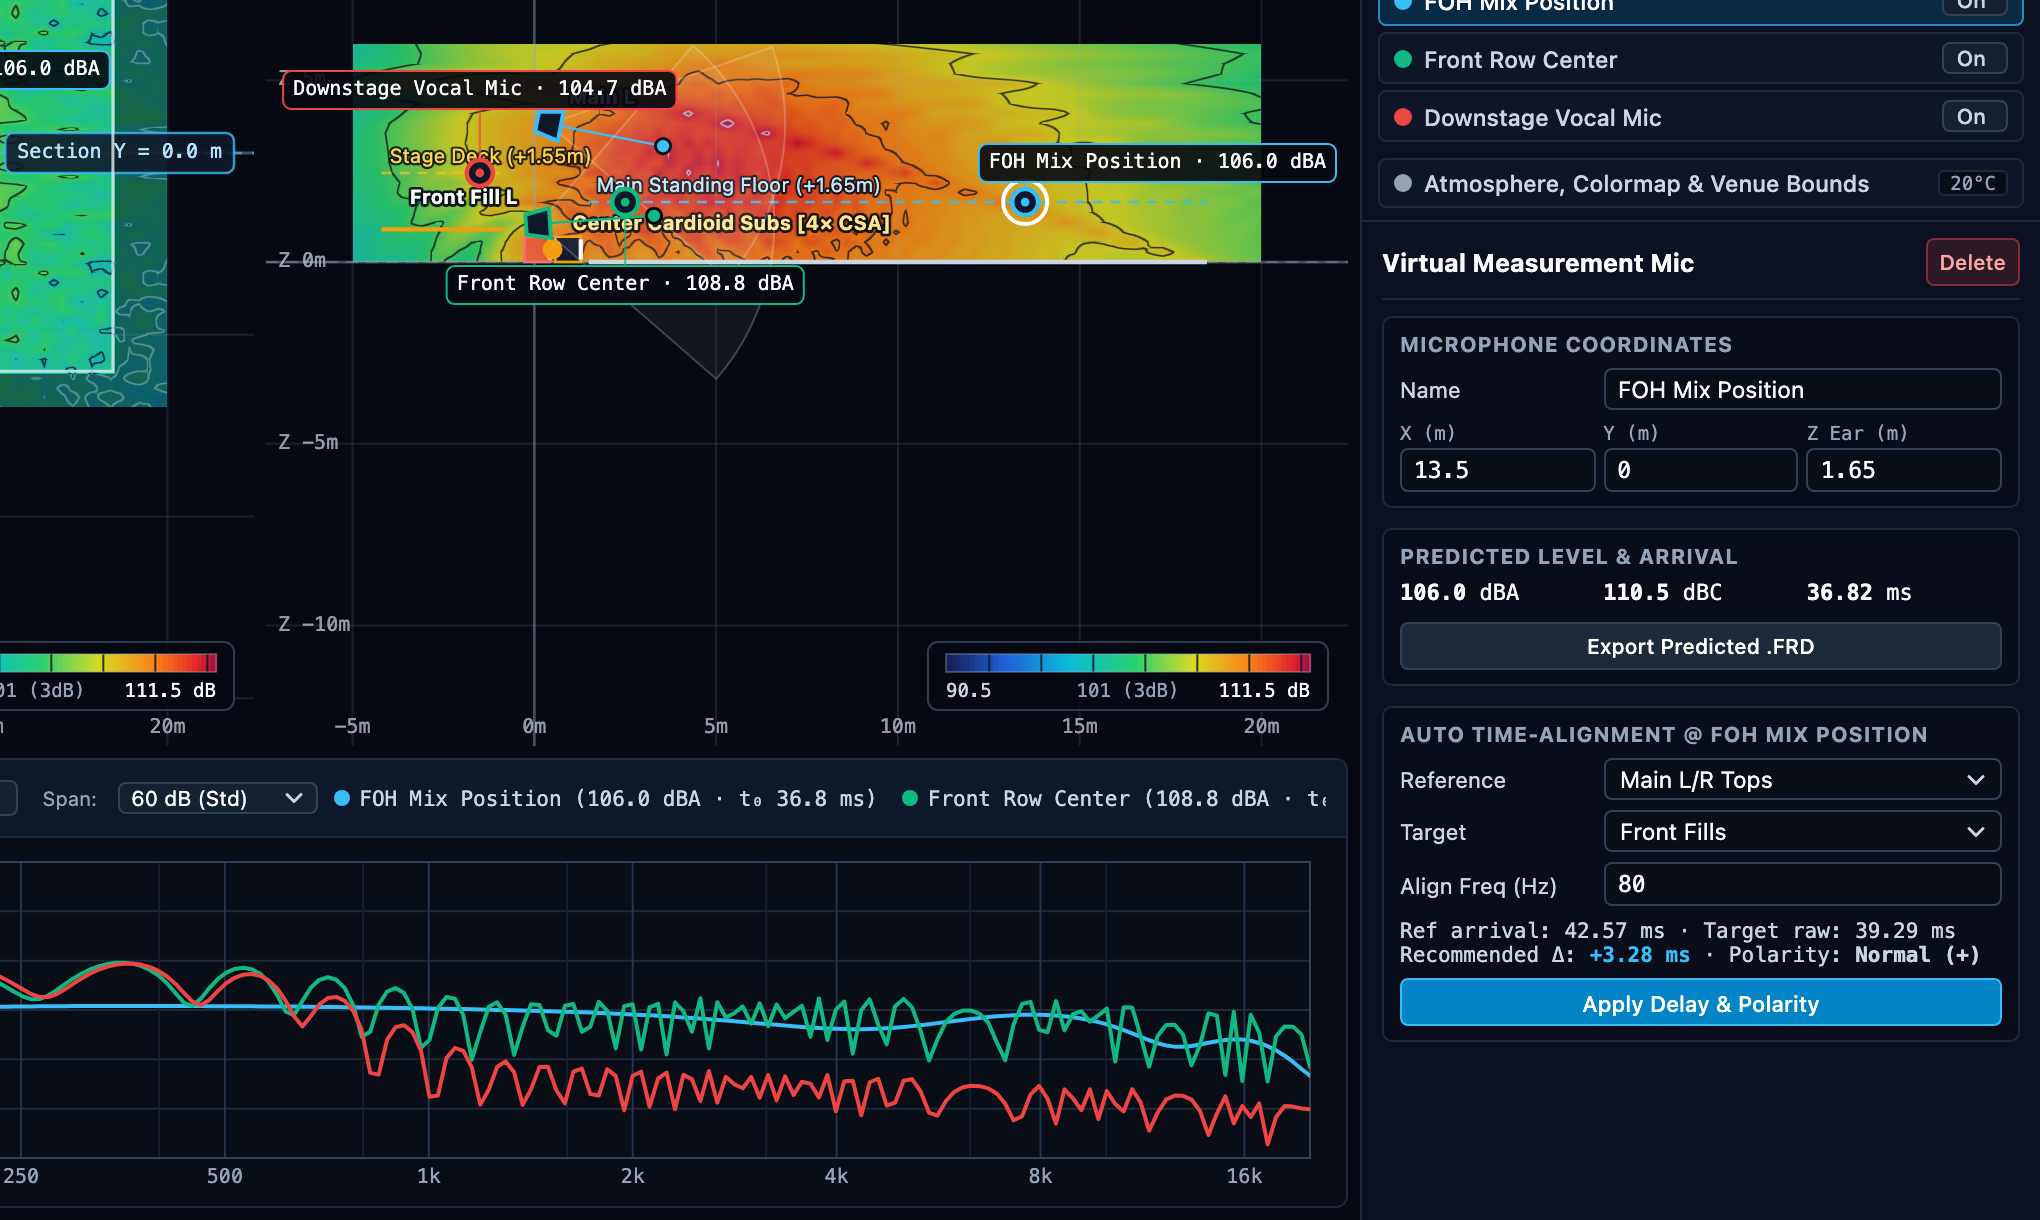 FOH Mix Position
On
Front Row Center
On
Downstage Vocal Mic
On
Atmosphere, Colormap & Venue Bounds
20°C
Virtual Measurement Mic
Delete
MICROPHONE COORDINATES
Name
FOH Mix Position
X (m)
Y (m)
Z Ear (m)
13.5
0
1.65
PREDICTED LEVEL & ARRIVAL
106.0 dBA
110.5 dBC
36.82 ms
Export Predicted .FRD
AUTO TIME-ALIGNMENT @ FOH MIX POSITION
Reference
Main L/R Tops
Target
Front Fills
Align Freq (Hz)
80
Ref arrival: 42.57 ms · Target raw: 39.29 ms
Recommended Δ: +3.28 ms · Polarity: Normal (+)
Apply Delay & Polarity
106.0 dBA
Section Y = 0.0 m
Downstage Vocal Mic · 104.7 dBA
Main L
Stage Deck (+1.55m)
Front Fill L
Main Standing Floor (+1.65m)
Center Cardioid Subs [4× CSA]
FOH Mix Position · 106.0 dBA
Front Row Center · 108.8 dBA
Z 0m
Z −5m
Z −10m
01 (3dB)
111.5 dB
20m
90.5
101 (3dB)
111.5 dB
−5m
0m
5m
10m
15m
20m
Span:
60 dB (Std)
FOH Mix Position (106.0 dBA · t₀ 36.8 ms)
Front Row Center (108.8 dBA · t₀
250
500
1k
2k
4k
8k
16k